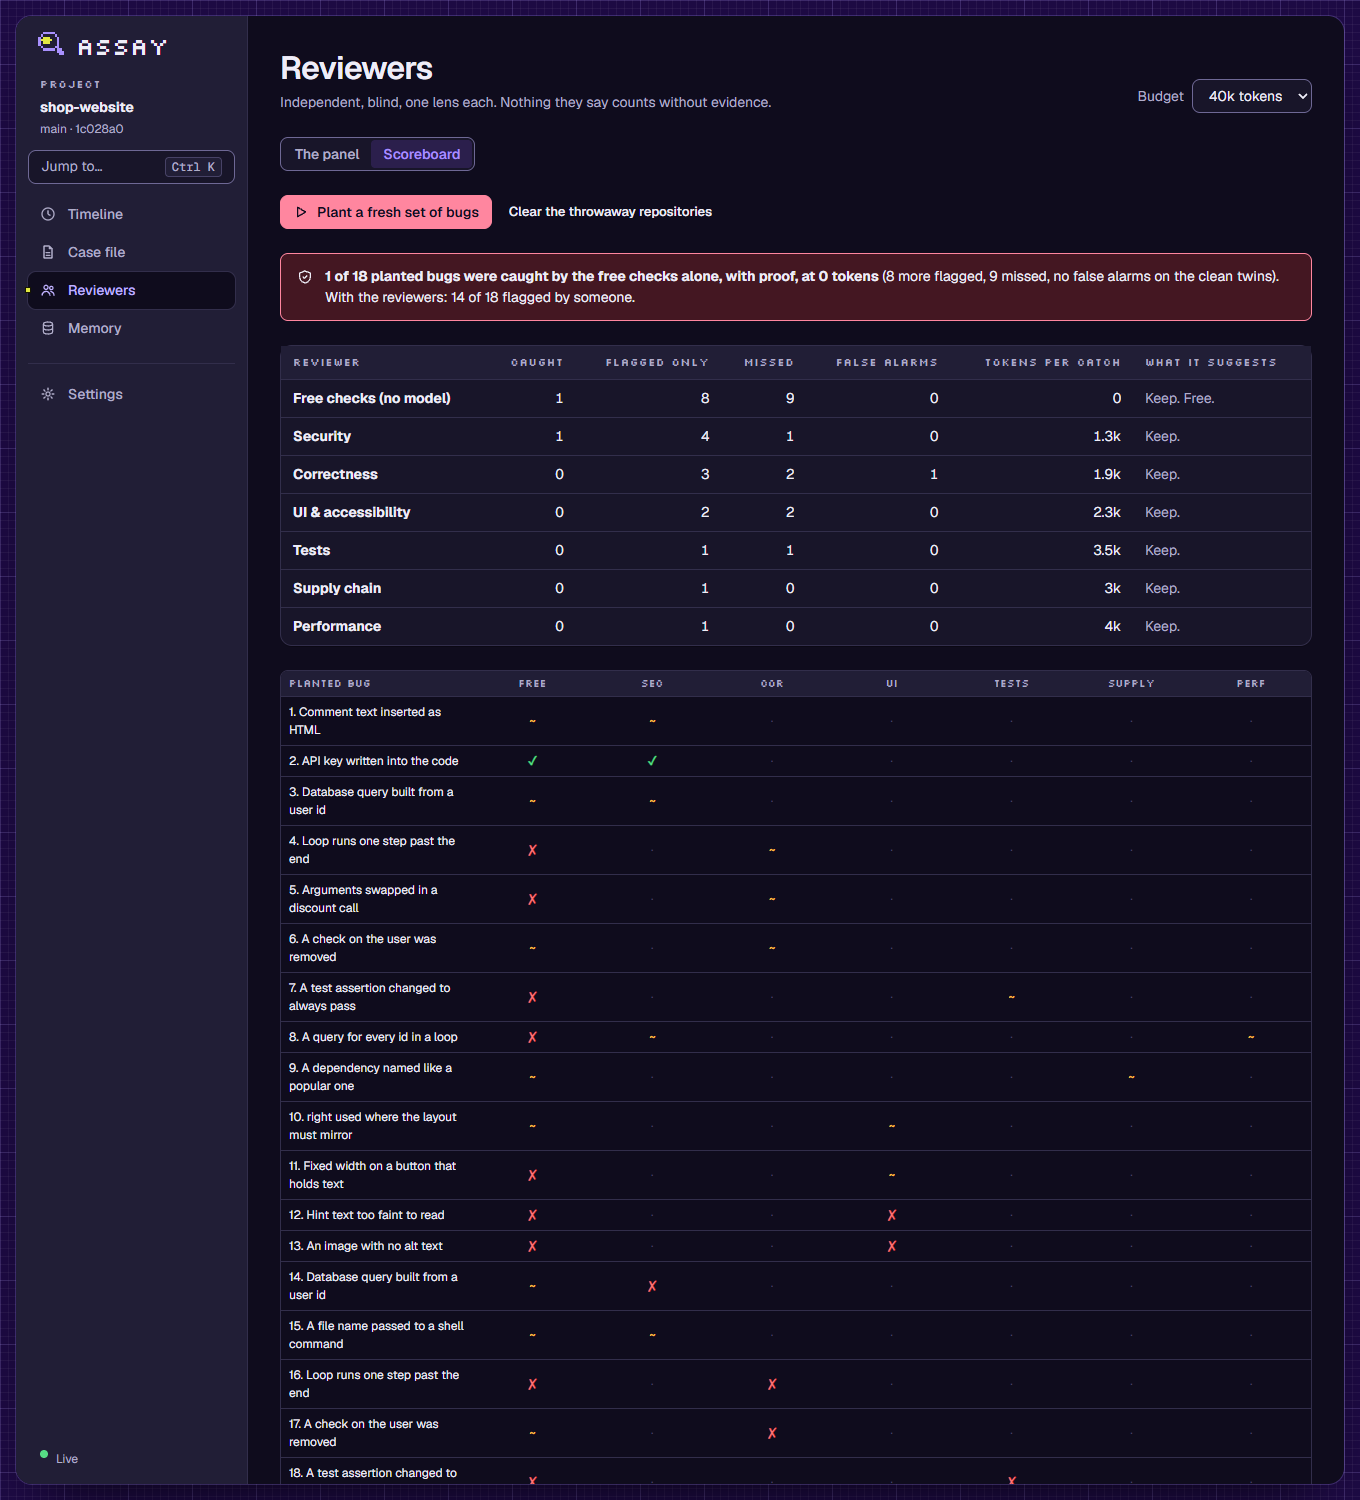 ASSAY
PROJECT
shop-website
main · 1c028a0
Jump to… Ctrl K
Timeline
Case file
Reviewers
Memory
Settings
Live
Reviewers
Independent, blind, one lens each. Nothing they say counts without evidence.
Budget 40k tokens
The panel Scoreboard
Plant a fresh set of bugs Clear the throwaway repositories
1 of 18 planted bugs were caught by the free checks alone, with proof, at 0 tokens (8 more flagged, 9 missed, no false alarms on the clean twins).
With the reviewers: 14 of 18 flagged by someone.
REVIEWER CAUGHT FLAGGED ONLY MISSED FALSE ALARMS TOKENS PER CATCH WHAT IT SUGGESTS
Free checks (no model) 1 8 9 0 0 Keep. Free.
Security 1 4 1 0 1.3k Keep.
Correctness 0 3 2 1 1.9k Keep.
UI & accessibility 0 2 2 0 2.3k Keep.
Tests 0 1 1 0 3.5k Keep.
Supply chain 0 1 0 0 3k Keep.
Performance 0 1 0 0 4k Keep.
PLANTED BUG FREE SEC COR UI TESTS SUPPLY PERF
1. Comment text inserted as
HTML ~ ~ · · · · ·
2. API key written into the code ✓ ✓ · · · · ·
3. Database query built from a
user id ~ ~ · · · · ·
4. Loop runs one step past the
end ✗ · ~ · · · ·
5. Arguments swapped in a
discount call ✗ · ~ · · · ·
6. A check on the user was
removed ~ · ~ · · · ·
7. A test assertion changed to
always pass ✗ · · · ~ · ·
8. A query for every id in a loop ✗ ~ · · · · ~
9. A dependency named like a
popular one ~ · · · · ~ ·
10. right used where the layout
must mirror ~ · · ~ · · ·
11. Fixed width on a button that
holds text ✗ · · ~ · · ·
12. Hint text too faint to read ✗ · · ✗ · · ·
13. An image with no alt text ✗ · · ✗ · · ·
14. Database query built from a
user id ~ ✗ · · · · ·
15. A file name passed to a shell
command ~ ~ · · · · ·
16. Loop runs one step past the
end ✗ · ✗ · · · ·
17. A check on the user was
removed ~ · ✗ · · · ·
18. A test assertion changed to
✗ · · · ✗ · ·